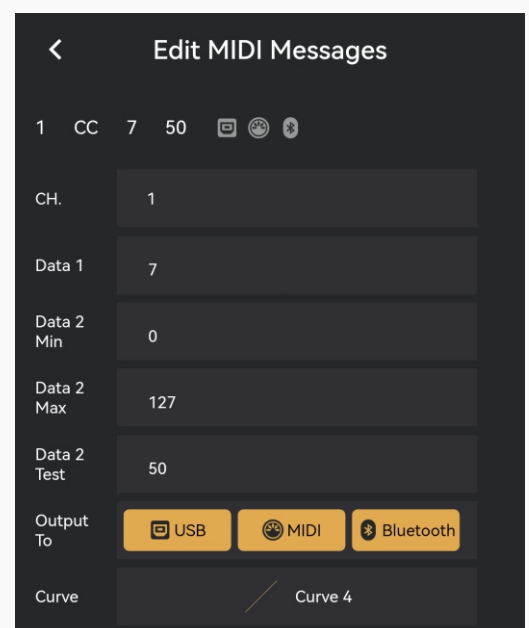 Edit MIDI Messages
1 CC 7 50
CH. 1
Data 1 7
Data 2
Min 0
Data 2
Max 127
Data 2
Test 50
Output
To USB MIDI Bluetooth
Curve Curve 4